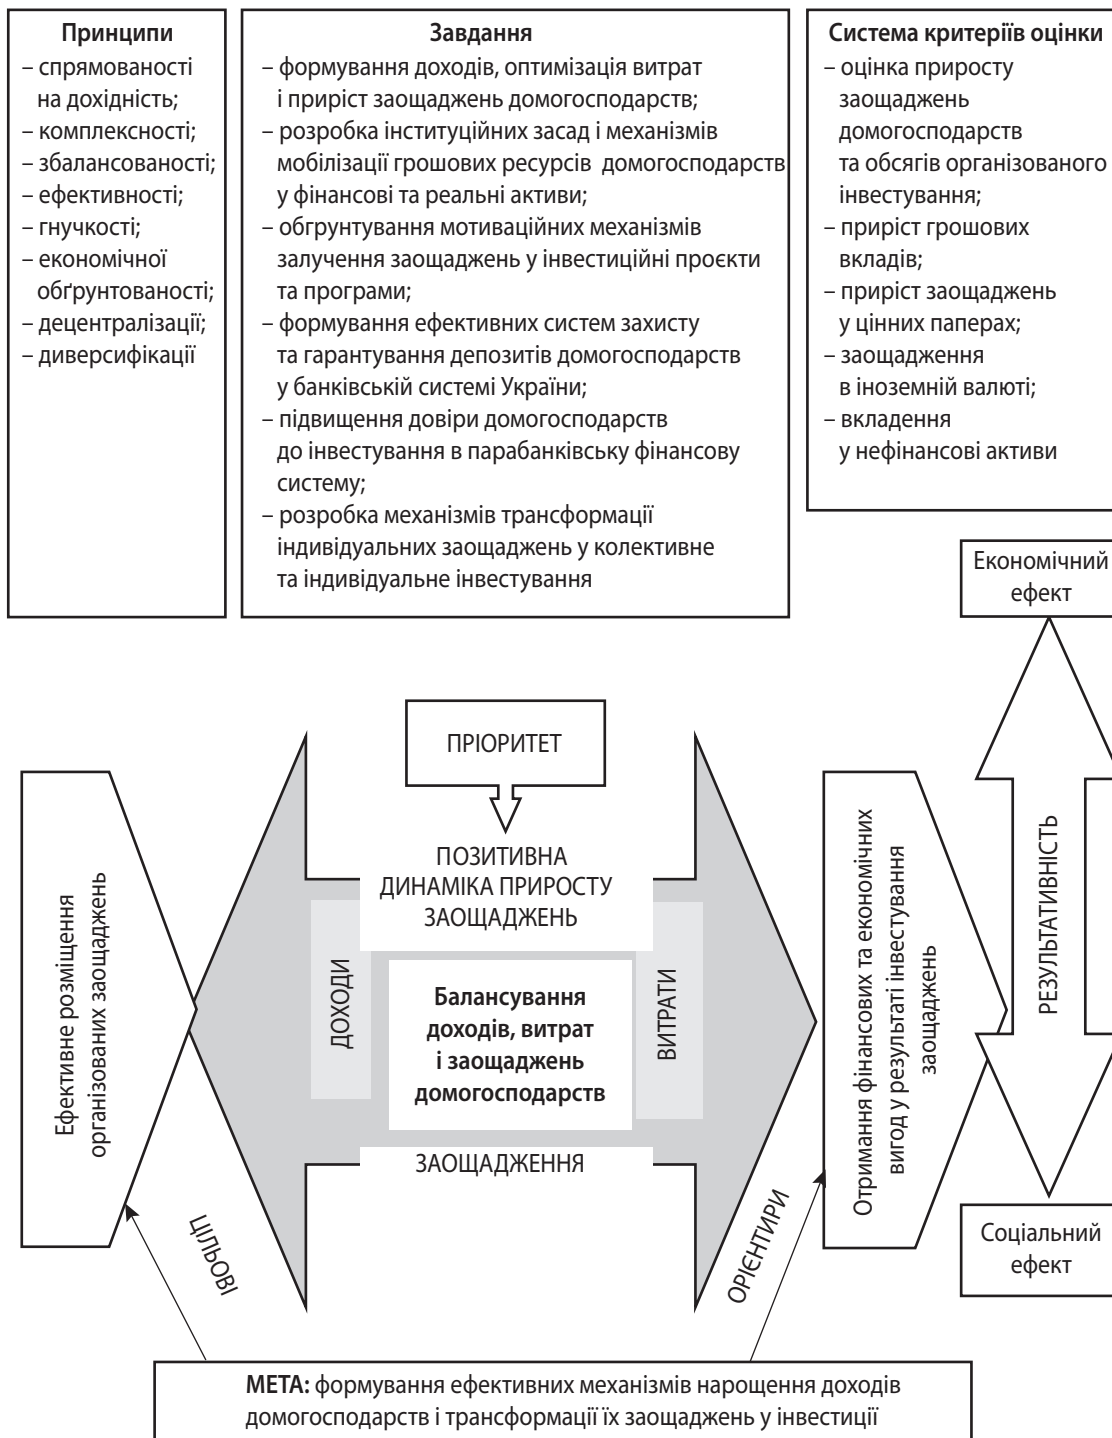 Принципи
– спрямованості
на дохідність;
– комплексності;
– збалансованості;
– ефективності;
– гнучкості;
– економічної
обґрунтованості;
– децентралізації;
– диверсифікації
Завдання
– формування доходів, оптимізація витрат
і приріст заощаджень домогосподарств;
– розробка інституційних засад і механізмів
мобілізації грошових ресурсів домогосподарств
у фінансові та реальні активи;
– обгрунтування мотиваційних механізмів
залучення заощаджень у інвестиційні проєкти
та програми;
– формування ефективних систем захисту
та гарантування депозитів домогосподарств
у банківській системі України;
– підвищення довіри домогосподарств
до інвестування в парабанківську фінансову
систему;
– розробка механізмів трансформації
індивідуальних заощаджень у колективне
та індивідуальне інвестування
Система критеріїв оцінки
– оцінка приросту
заощаджень
домогосподарств
та обсягів організованого
інвестування;
– приріст грошових
вкладів;
– приріст заощаджень
у цінних паперах;
– заощадження
в іноземній валюті;
– вкладення
у нефінансові активи
Економічний
ефект
ПРІОРИТЕТ
ПОЗИТИВНА
ДИНАМІКА ПРИРОСТУ
ЗАОЩАДЖЕНЬ
Ефективне розміщення
організованих заощаджень
ДОХОДИ
Балансування
доходів, витрат
і заощаджень
домогосподарств
ВИТРАТИ
ЗАОЩАДЖЕННЯ
Отримання фінансових та економічних
вигод у результаті інвестування
заощаджень
РЕЗУЛЬТАТИВНІСТЬ
Соціальний
ефект
ЦІЛЬОВІ
ОРІЄНТИРИ
МЕТА: формування ефективних механізмів нарощення доходів
домогосподарств і трансформації їх заощаджень у інвестиції